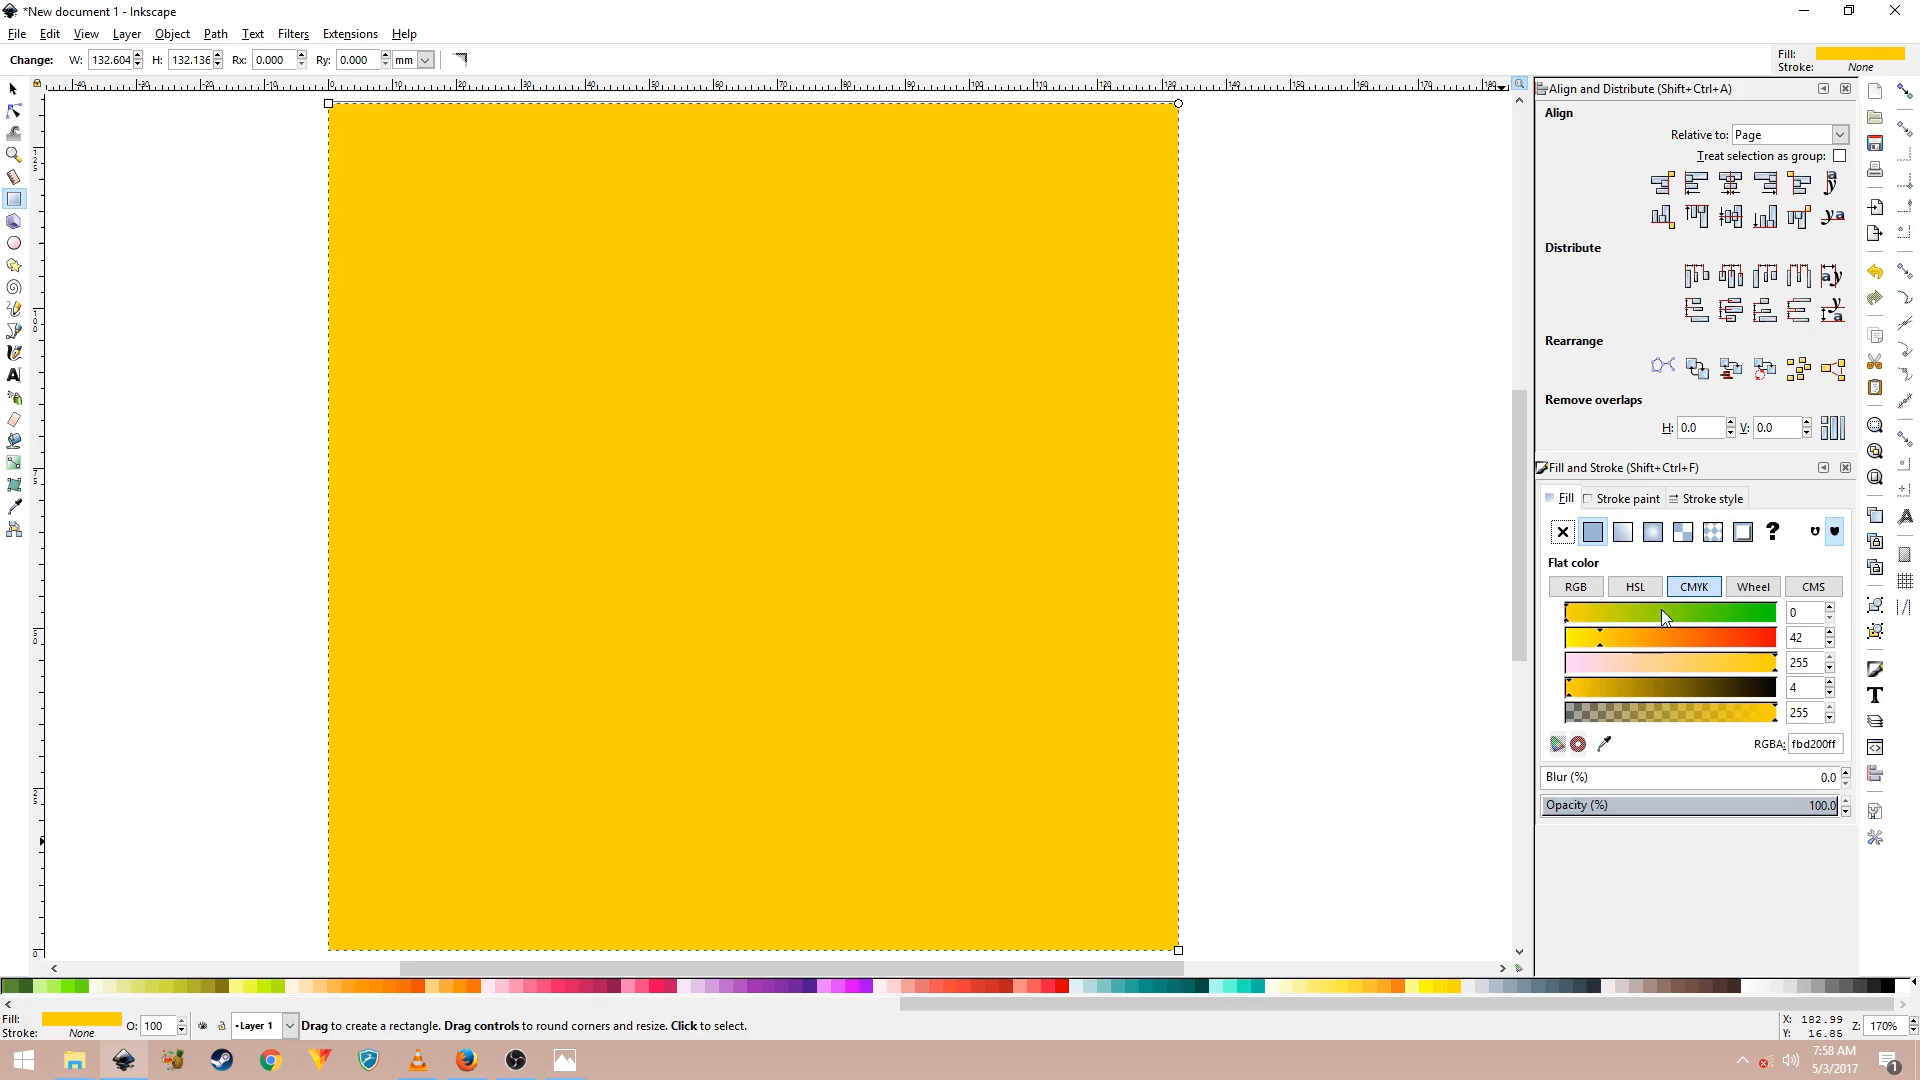 *New document 1 - Inkscape
File Edit View Layer Object Path Text Filters Extensions Help
Change: W: 132.604 H: 132.136 Rx: 0.000 Ry: 0.000 mm
Fill:
Stroke: None
Align and Distribute (Shift+Ctrl+A)
Align
Relative to: Page
Treat selection as group:
Distribute
Rearrange
Remove overlaps
H: 0.0 V: 0.0
Fill and Stroke (Shift+Ctrl+F)
Fill Stroke paint Stroke style
Flat color
RGB HSL CMYK Wheel CMS
0
42
255
4
255
RGBA: fbd200ff
Blur (%) 0.0
Opacity (%) 100.0
Fill:
Stroke: None
O: 100 Layer 1 Drag to create a rectangle. Drag controls to round corners and resize. Click to select.
X: 182.99
Y: 16.85
Z: 170%
7:58 AM
5/3/2017
1